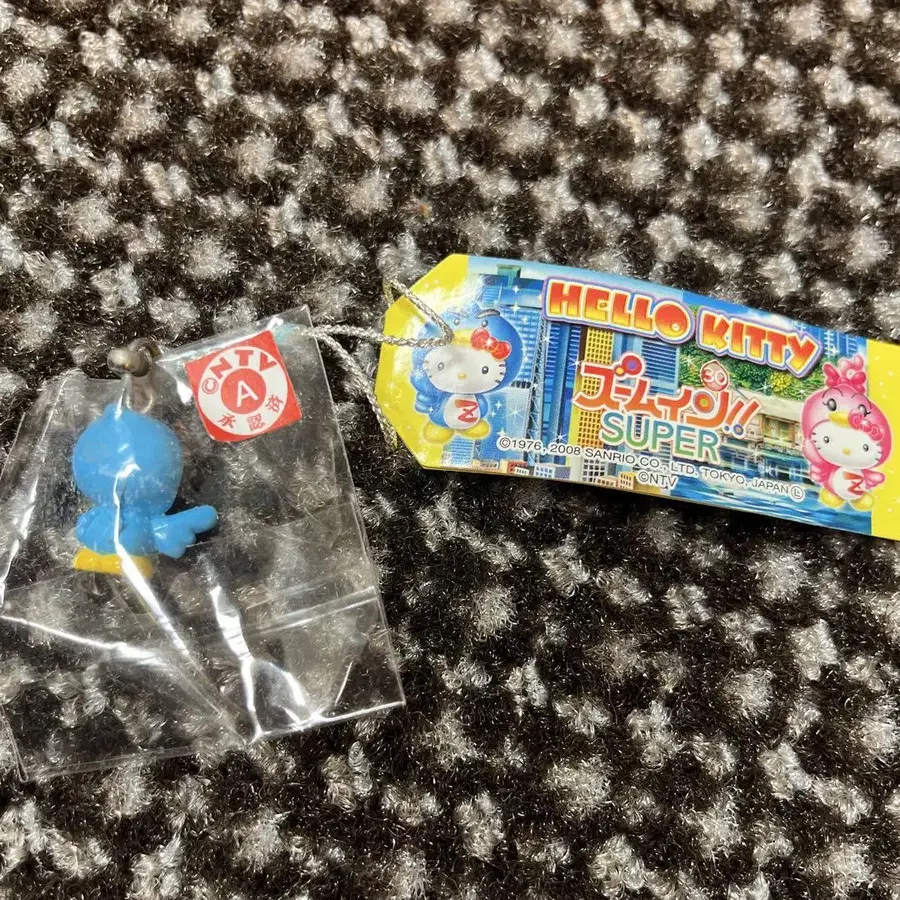 ©NTV
A
承認済
HELLO KITTY
30
ズームイン!!
SUPER
©1976, 2008 SANRIO CO., LTD. TOKYO, JAPAN Ⓛ
©NTV
Z
Z